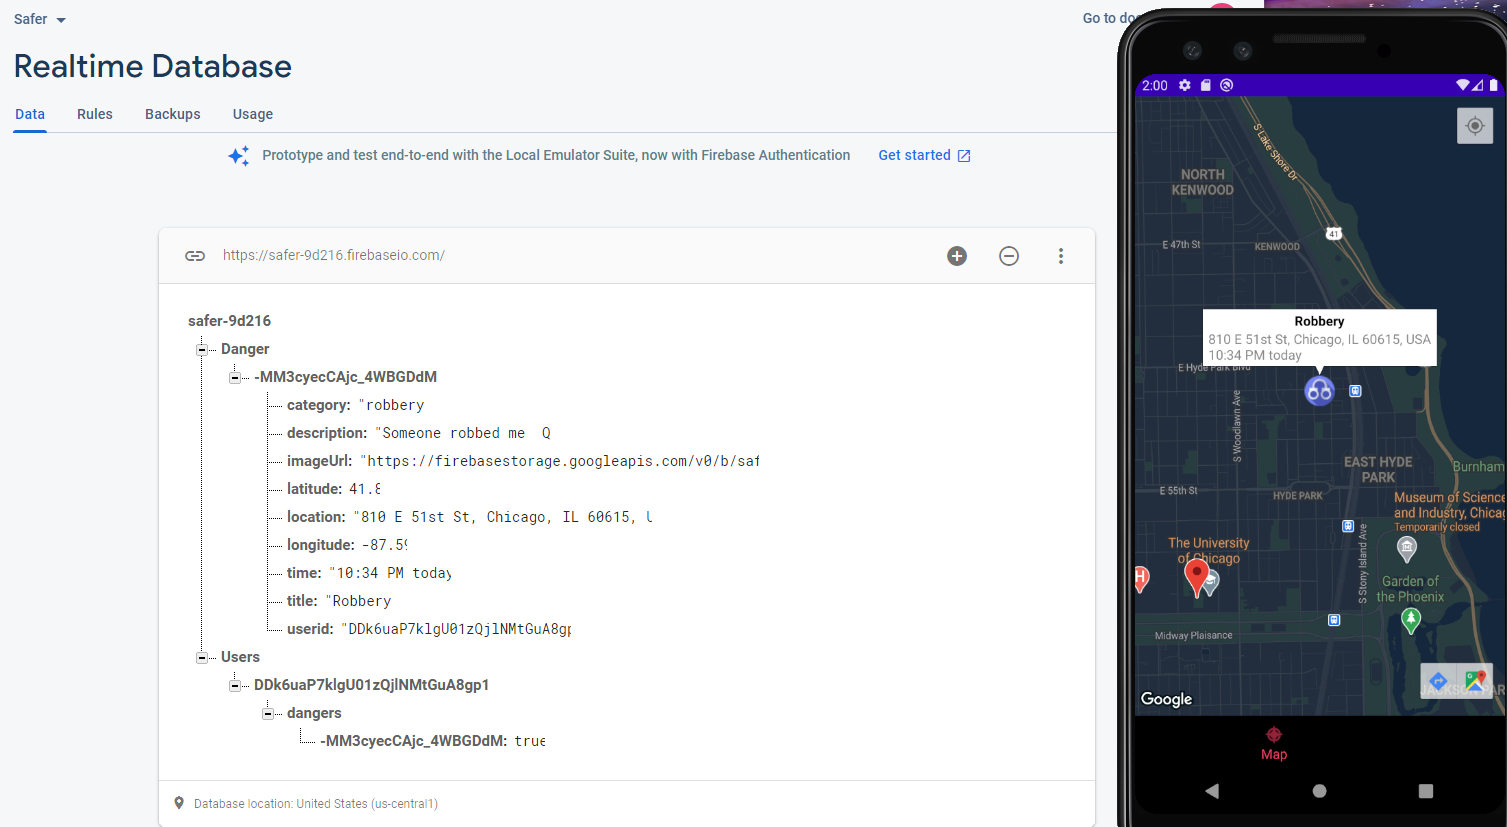 Safer
Go to doc
Realtime Database
Data Rules Backups Usage
Prototype and test end-to-end with the Local Emulator Suite, now with Firebase Authentication Get started
https://safer-9d216.firebaseio.com/
safer-9d216
Danger
-MM3cyecCAjc_4WBGDdM
category: "robbery
description: "Someone robbed me Q
imageUrl: "https://firebasestorage.googleapis.com/v0/b/saf
latitude: 41.8
location: "810 E 51st St, Chicago, IL 60615, U
longitude: -87.59
time: "10:34 PM today
title: "Robbery
userid: "DDk6uaP7klgU01zQjlNMtGuA8gp
Users
DDk6uaP7klgU01zQjlNMtGuA8gp1
dangers
-MM3cyecCAjc_4WBGDdM: true
Database location: United States (us-central1)
2:00
S Lake Shore Dr
NORTH
KENWOOD
41
E 47th St
KENWOOD
Robbery
810 E 51st St, Chicago, IL 60615, USA
10:34 PM today
E Hyde Park Blvd
S Woodlawn Ave
EAST HYDE
PARK
Burnham
E 55th St
HYDE PARK
Museum of Science
and Industry, Chicag
Temporarily closed
S Stony Island Ave
The University
of Chicago
H
Garden of
the Phoenix
Midway Plaisance
JACKSON PAR
Google
Map